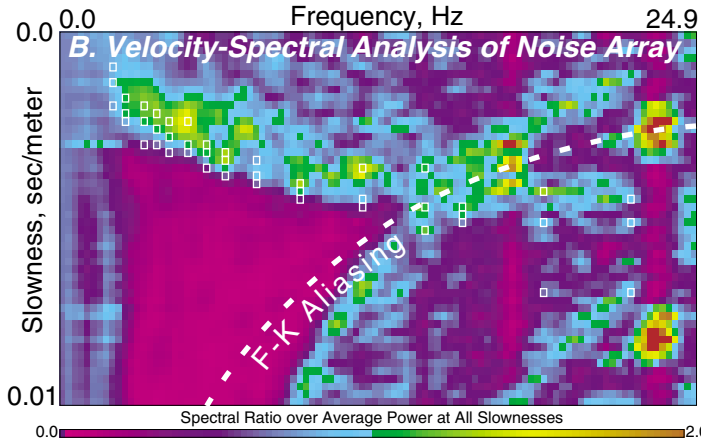 Frequency, Hz
0.0
24.9
0.0
B. Velocity-Spectral Analysis of Noise Array
Slowness, sec/meter
F-K Aliasing
0.01
Spectral Ratio over Average Power at All Slownesses
0.0
2.0